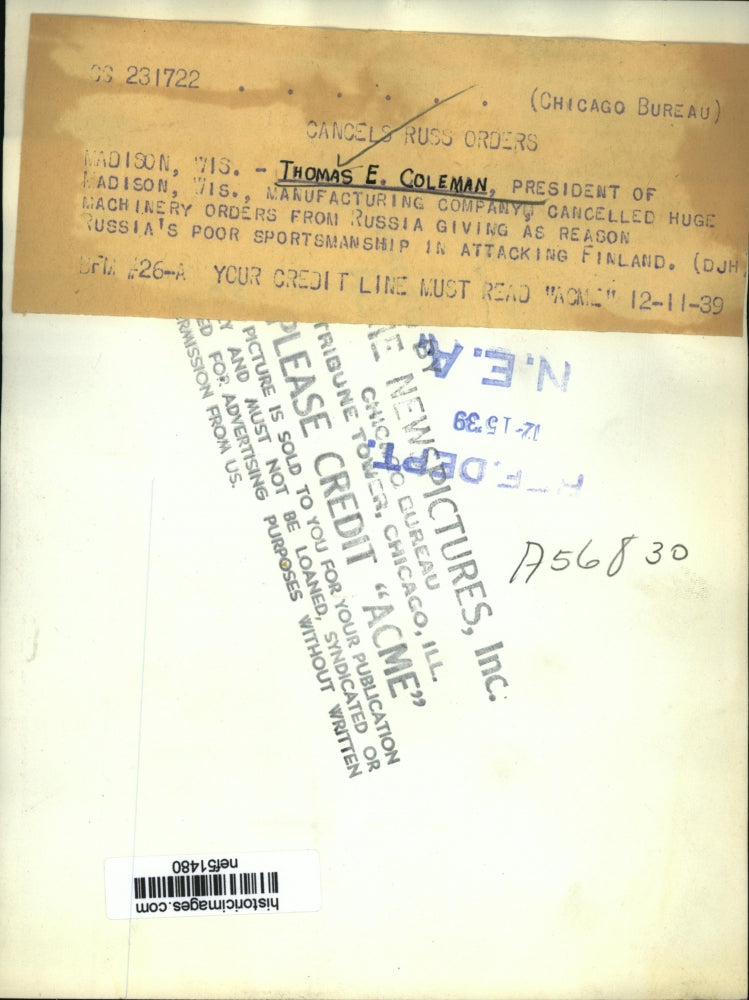 CG 231722 . . . . . . (CHICAGO BUREAU)
CANCELS RUSS ORDERS
MADISON, WIS. - THOMAS E. COLEMAN, PRESIDENT OF
MADISON, WIS., MANUFACTURING COMPANY, CANCELLED HUGE
MACHINERY ORDERS FROM RUSSIA GIVING AS REASON
RUSSIA'S POOR SPORTSMANSHIP IN ATTACKING FINLAND. (DJH
BFM #26-A YOUR CREDIT LINE MUST READ "ACME" 12-11-39
BY
NEWSPICTURES, Inc.
CHICAGO BUREAU
TRIBUNE TOWER, CHICAGO, ILL.
PLEASE CREDIT "ACME"
PICTURE IS SOLD TO YOU FOR YOUR PUBLICATION
AND MUST NOT BE LOANED, SYNDICATED OR
FOR ADVERTISING PURPOSES WITHOUT WRITTEN
FROM US.
N.E.A.
12-15 39
DEPT.
A56830
historicimages.com
nef51480